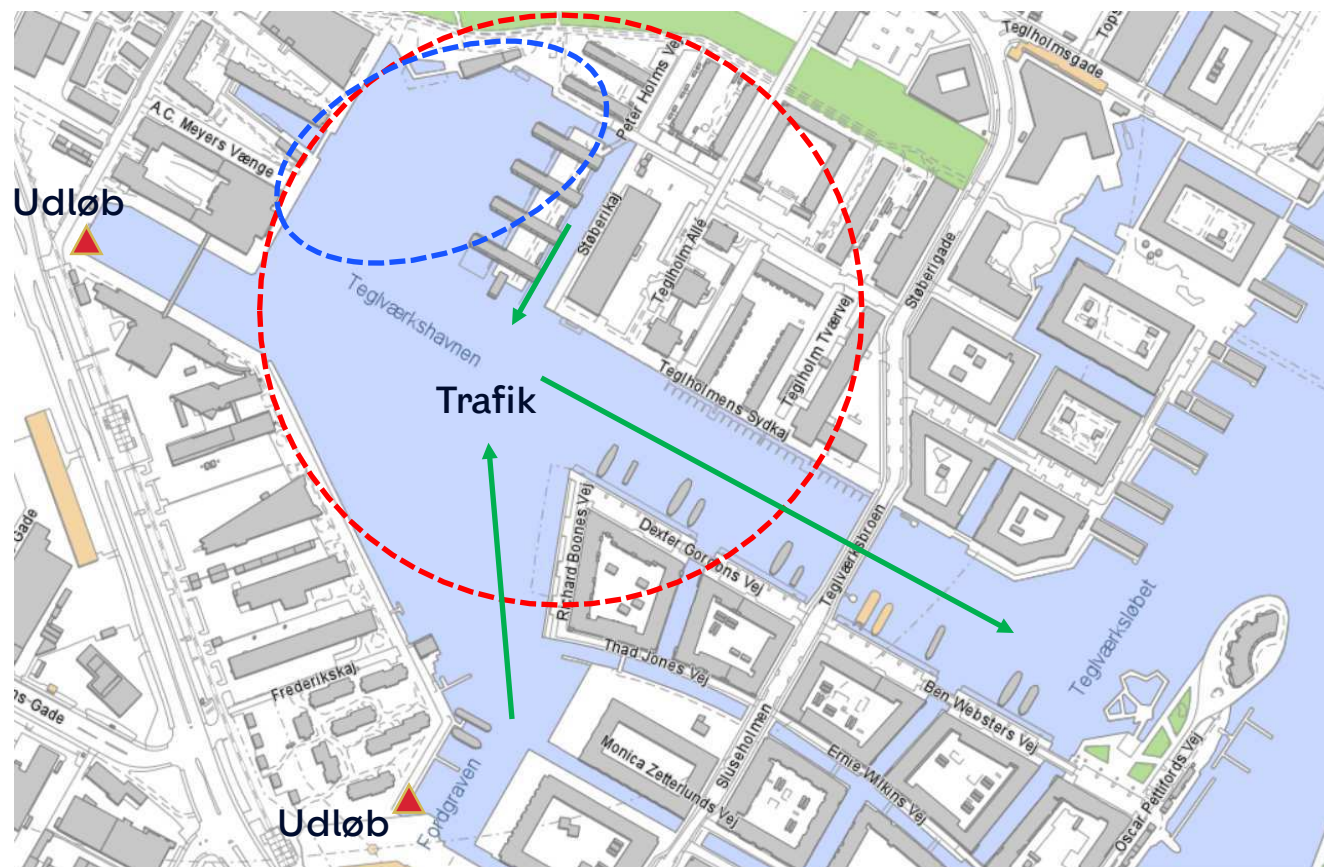 Teglholmsgade
Peter Holms Vej
A.C. Meyers Vænge
Udløb
Støberikaj
Teglholm Allé
Støberigade
Teglværkshavnen
Teglholm Tværvej
Teglholmens Sydkaj
Trafik
Gade
Richard Boones Vej
Dexter Gordons Vej
Teglværksbroen
Teglværksløbet
Thad Jones Vej
Frederikskaj
ns Gade
Ben Websters Vej
Sluseholmen
Monica Zetterlunds Vej
Ernie Wilkins Vej
Oscar Pettifords Vej
Udløb
Fordgraven